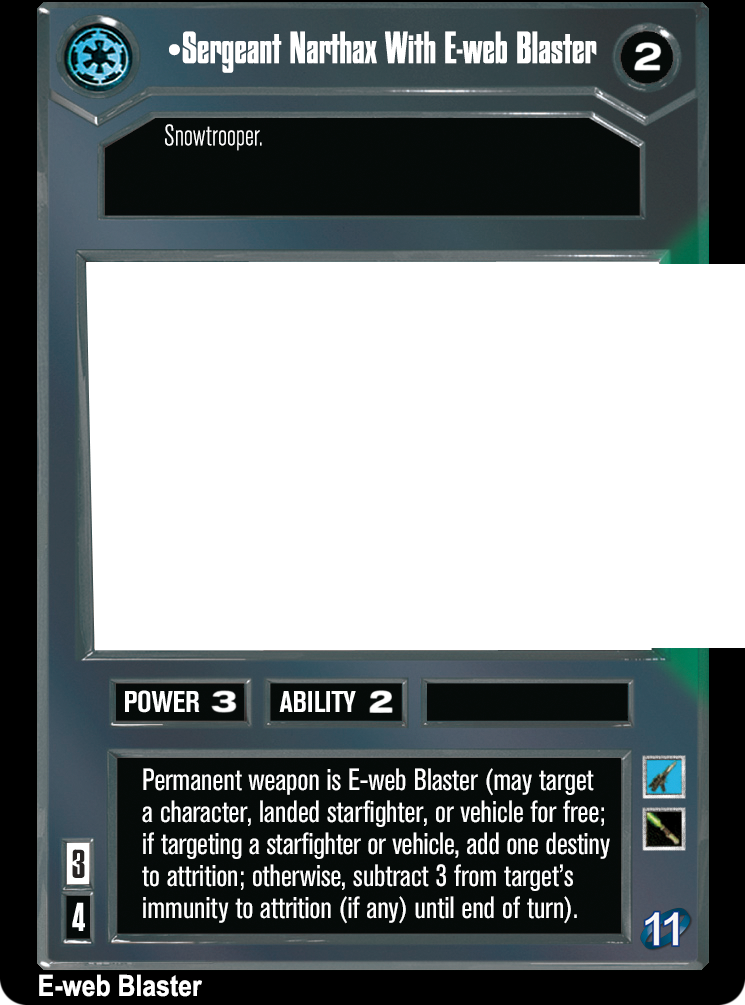 •Sergeant Narthax With E-web Blaster
2
Snowtrooper.
POWER 3
ABILITY 2
Permanent weapon is E-web Blaster (may target
a character, landed starfighter, or vehicle for free;
if targeting a starfighter or vehicle, add one destiny
to attrition; otherwise, subtract 3 from target's
immunity to attrition (if any) until end of turn).
3
4
11
E-web Blaster